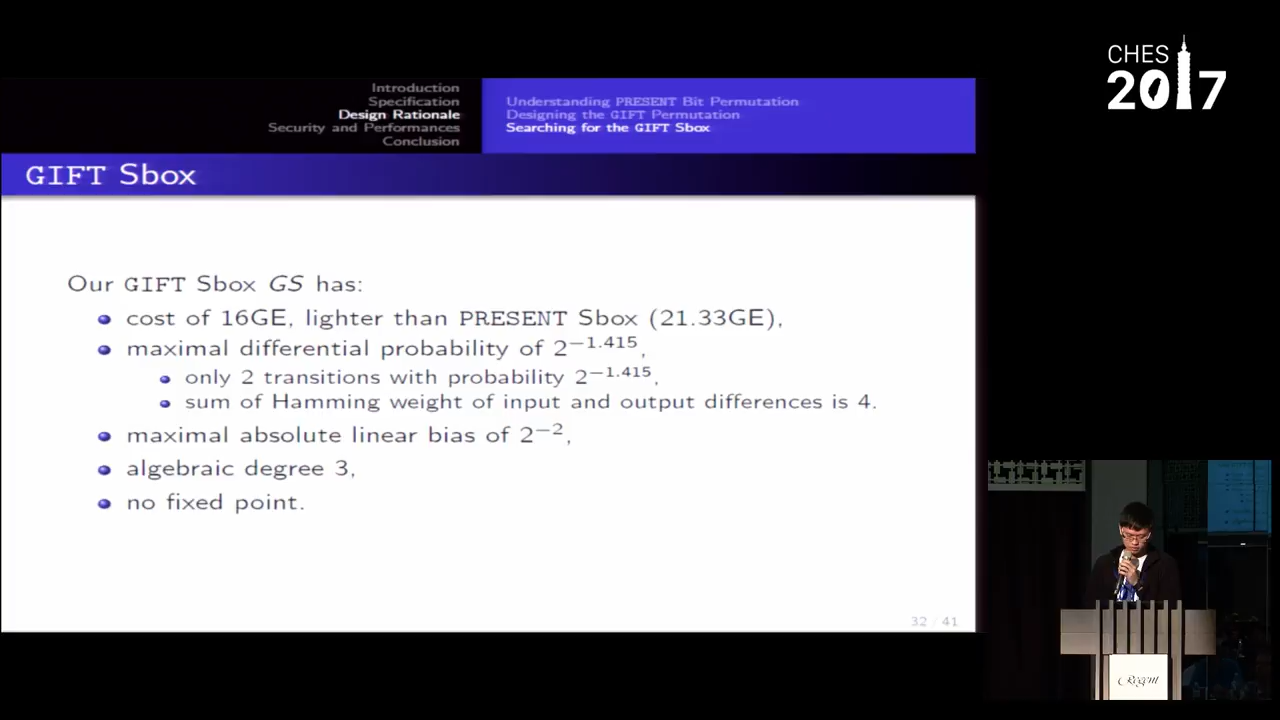 CHES
2017
Introduction
Specification
Design Rationale
Security and Performances
Conclusion
Understanding PRESENT Bit Permutation
Designing the GIFT Permutation
Searching for the GIFT Sbox
GIFT Sbox
Our GIFT Sbox GS has:
cost of 16GE, lighter than PRESENT Sbox (21.33GE),
maximal differential probability of 2^−1.415,
only 2 transitions with probability 2^−1.415,
sum of Hamming weight of input and output differences is 4.
maximal absolute linear bias of 2^−2,
algebraic degree 3,
no fixed point.
32 / 41
Regent